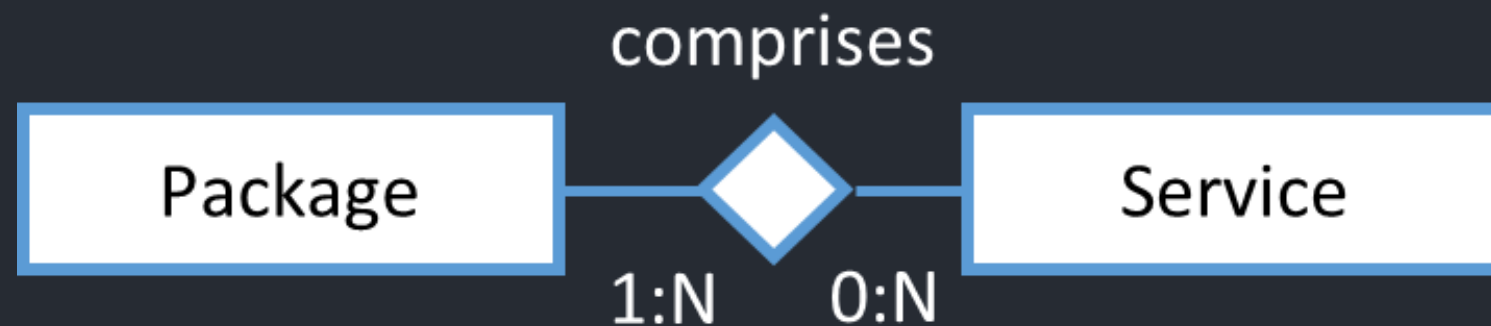 comprises
Package
Service
1:N
0:N